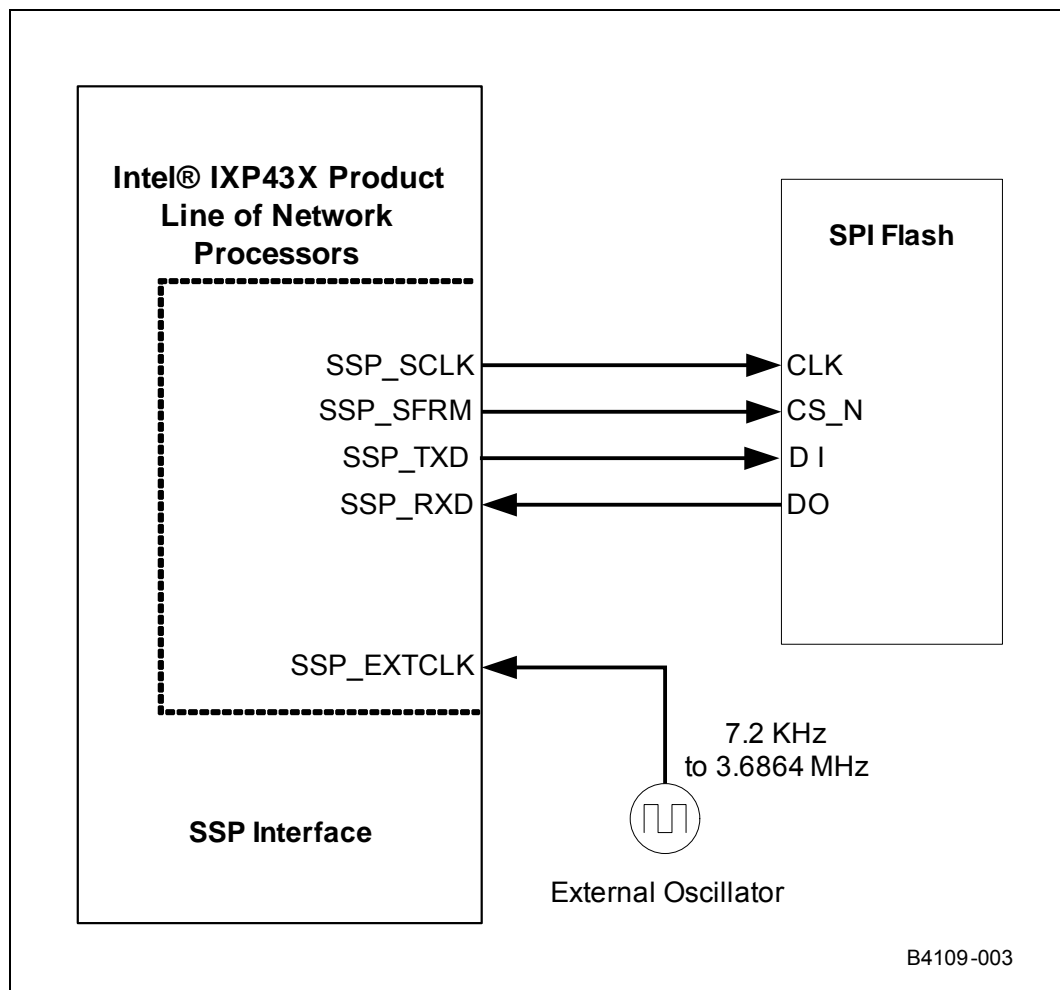 Intel® IXP43X Product
Line of Network
Processors
SPI Flash
SSP_SCLK
CLK
SSP_SFRM
CS_N
SSP_TXD
D I
SSP_RXD
DO
SSP_EXTCLK
7.2 KHz
to 3.6864 MHz
SSP Interface
External Oscillator
B4109-003